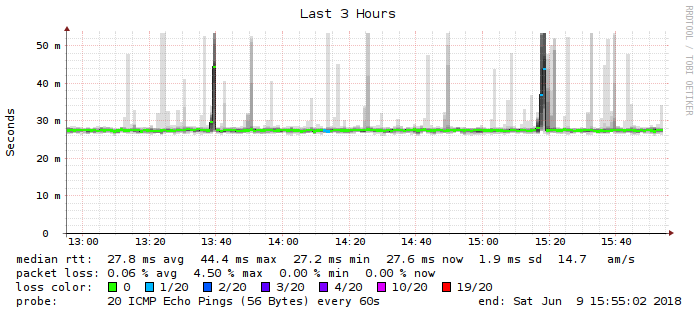 Last 3 Hours
RRDTOOL / TOBI OETIKER
Seconds
50 m
40 m
30 m
20 m
10 m
0
13:00 13:20 13:40 14:00 14:20 14:40 15:00 15:20 15:40
median rtt: 27.8 ms avg 44.4 ms max 27.2 ms min 27.6 ms now 1.9 ms sd 14.7 am/s
packet loss: 0.06 % avg 4.50 % max 0.00 % min 0.00 % now
loss color: 0 1/20 2/20 3/20 4/20 10/20 19/20
probe: 20 ICMP Echo Pings (56 Bytes) every 60s end: Sat Jun 9 15:55:02 2018